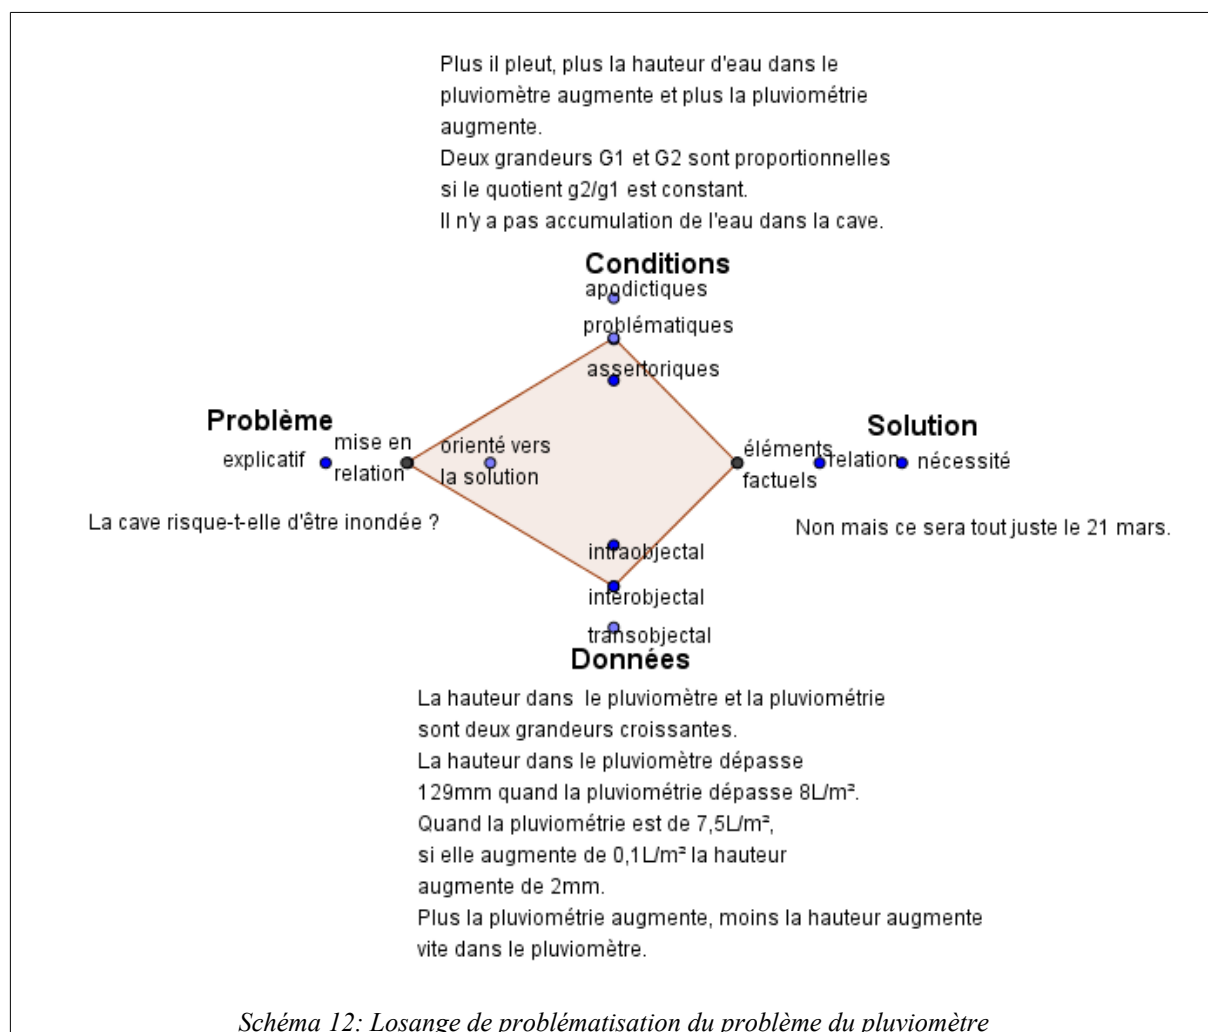 Plus il pleut, plus la hauteur d'eau dans le
pluviomètre augmente et plus la pluviométrie
augmente.
Deux grandeurs G1 et G2 sont proportionnelles
si le quotient g2/g1 est constant.
Il n'y a pas accumulation de l'eau dans la cave.
Conditions
apodictiques
problématiques
assertoriques
Problème
explicatif
mise en
relation
orienté vers
la solution
La cave risque-t-elle d'être inondée ?
Solution
éléments
factuels
relation
nécessité
Non mais ce sera tout juste le 21 mars.
intraobjectal
interobjectal
transobjectal
Données
La hauteur dans le pluviomètre et la pluviométrie
sont deux grandeurs croissantes.
La hauteur dans le pluviomètre dépasse
129mm quand la pluviométrie dépasse 8L/m².
Quand la pluviométrie est de 7,5L/m²,
si elle augmente de 0,1L/m² la hauteur
augmente de 2mm.
Plus la pluviométrie augmente, moins la hauteur augmente
vite dans le pluviomètre.
Schéma 12: Losange de problématisation du problème du pluviomètre